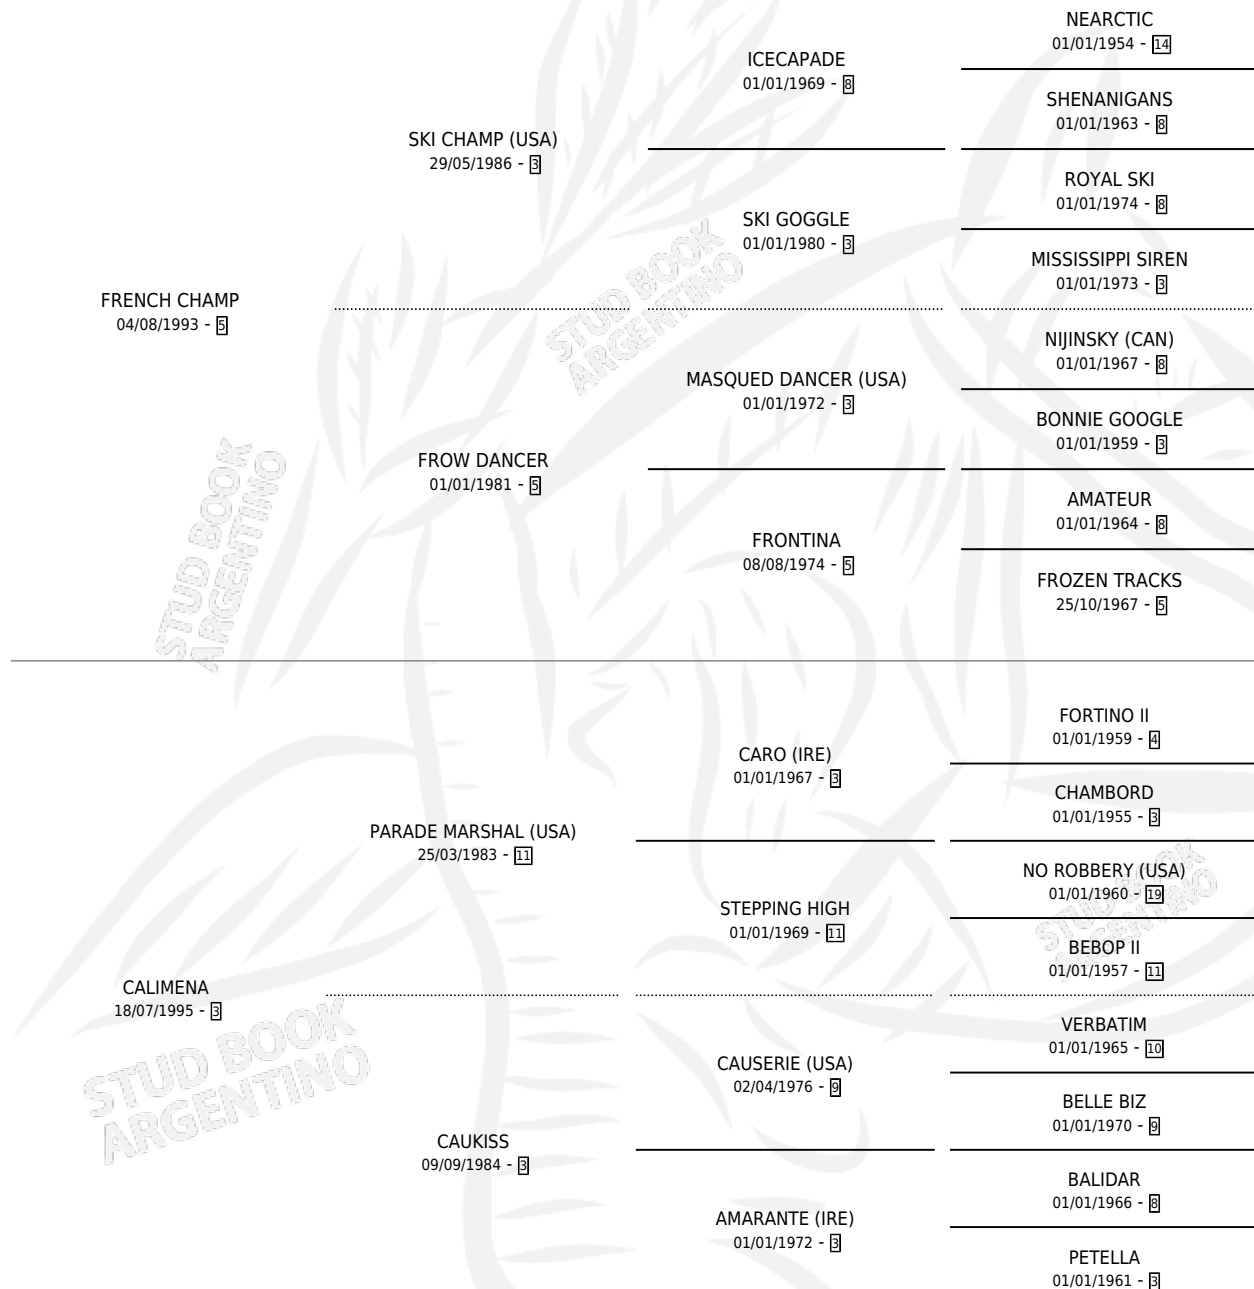 NEARCTIC
01/01/1954 - 14
ICECAPADE
01/01/1969 - 8
SHENANIGANS
01/01/1963 - 8
SKI CHAMP (USA)
29/05/1986 - 3
ROYAL SKI
01/01/1974 - 8
SKI GOGGLE
01/01/1980 - 3
MISSISSIPPI SIREN
01/01/1973 - 3
FRENCH CHAMP
04/08/1993 - 5
NIJINSKY (CAN)
01/01/1967 - 8
MASQUED DANCER (USA)
01/01/1972 - 3
BONNIE GOOGLE
01/01/1959 - 3
FROW DANCER
01/01/1981 - 5
AMATEUR
01/01/1964 - 8
FRONTINA
08/08/1974 - 5
FROZEN TRACKS
25/10/1967 - 5
FORTINO II
01/01/1959 - 4
CARO (IRE)
01/01/1967 - 3
CHAMBORD
01/01/1955 - 3
PARADE MARSHAL (USA)
25/03/1983 - 11
NO ROBBERY (USA)
01/01/1960 - 19
STEPPING HIGH
01/01/1969 - 11
BEBOP II
01/01/1957 - 11
CALIMENA
18/07/1995 - 3
VERBATIM
01/01/1965 - 10
CAUSERIE (USA)
02/04/1976 - 9
BELLE BIZ
01/01/1970 - 9
CAUKISS
09/09/1984 - 3
BALIDAR
01/01/1966 - 8
AMARANTE (IRE)
01/01/1972 - 3
PETELLA
01/01/1961 - 3
STUD BOOK
ARGENTINO
STUD BOOK
ARGENTINO
STUD BOOK
ARGENTINO
STUD BOOK
ARGENTINO